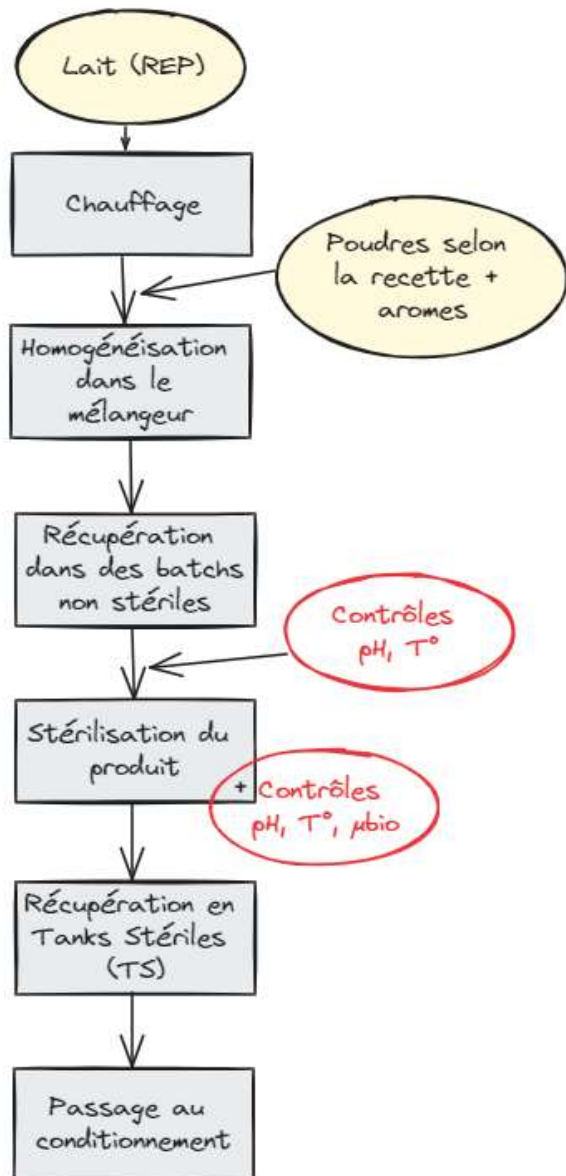 Lait (REP)
Chauffage
Poudres selon
la recette +
aromes
Homogénéisation
dans le
mélangeur
Récupération
dans des batchs
non stériles
Contrôles
pH, T°
Stérilisation du
produit
+ Contrôles
pH, T°, µbio
Récupération en
Tanks Stériles
(TS)
Passage au
conditionnement